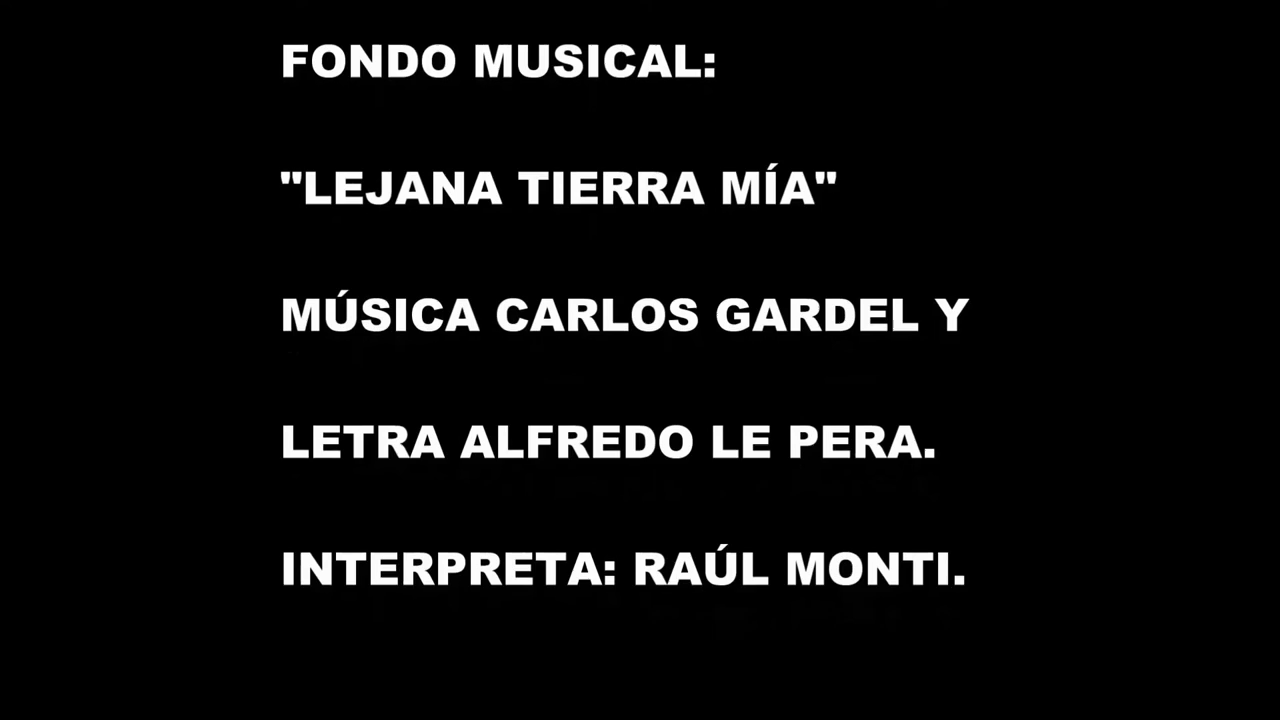 FONDO MUSICAL:
"LEJANA TIERRA MÍA"
MÚSICA CARLOS GARDEL Y
LETRA ALFREDO LE PERA.
INTERPRETA: RAÚL MONTI.